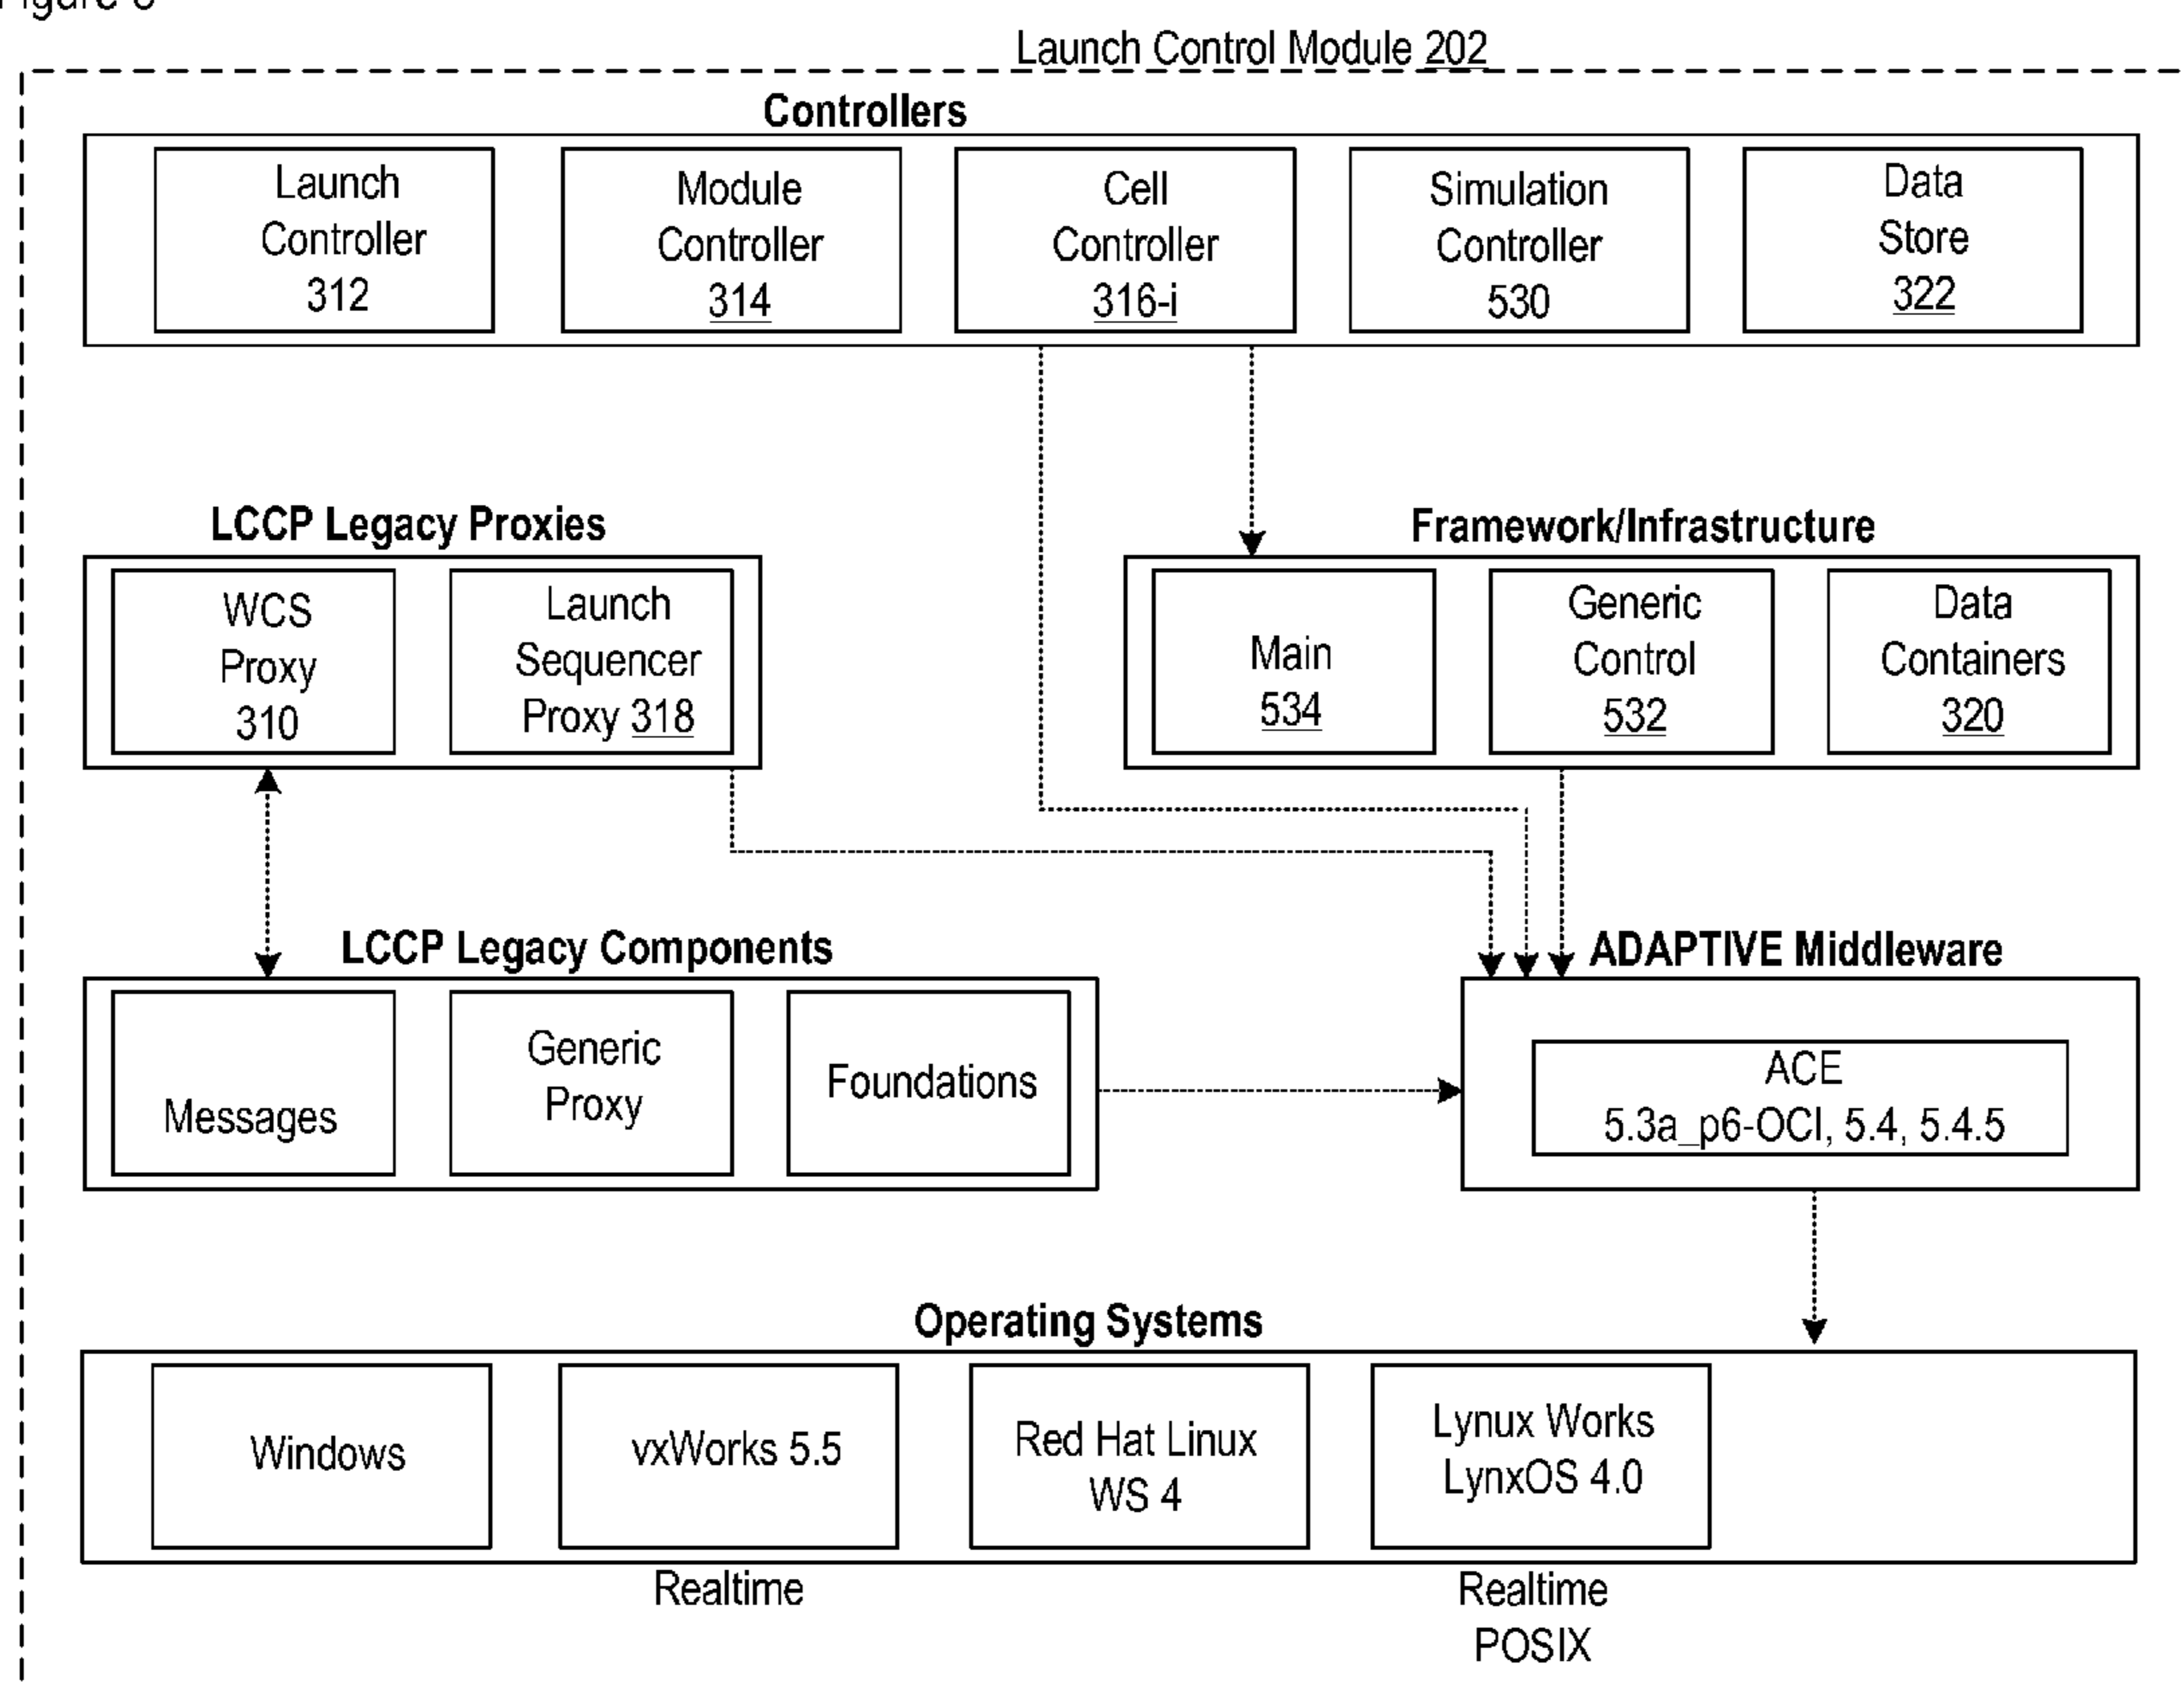 Launch Control Module 202
Controllers
Launch
Controller
312
Module
Controller
314
Cell
Controller
316-i
Simulation
Controller
530
Data
Store
322
LCCP Legacy Proxies
WCS
Proxy
310
Launch
Sequencer
Proxy 318
Framework/Infrastructure
Main
534
Generic
Control
532
Data
Containers
320
LCCP Legacy Components
Messages
Generic
Proxy
Foundations
ADAPTIVE Middleware
ACE
5.3a_p6-OCI, 5.4, 5.4.5
Operating Systems
Windows
vxWorks 5.5
Red Hat Linux
WS 4
Lynux Works
LynxOS 4.0
Realtime
Realtime
POSIX